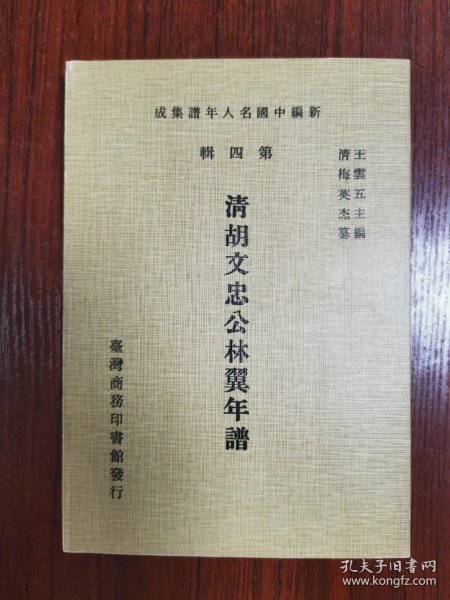 新編中國名人年譜集成
第四輯
王雲五主編
清梅英杰纂
清胡文忠公林翼年譜
臺灣商務印書館發行
孔夫子旧书网
www.kongfz.com